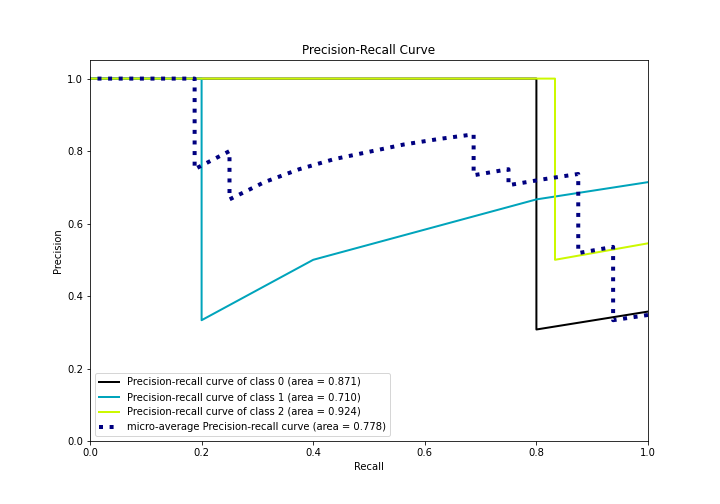 Precision-Recall Curve
1.0
0.8
0.6
0.4
0.2
0.0
Precision
Precision-recall curve of class 0 (area = 0.871)
Precision-recall curve of class 1 (area = 0.710)
Precision-recall curve of class 2 (area = 0.924)
micro-average Precision-recall curve (area = 0.778)
0.0 0.2 0.4 0.6 0.8 1.0
Recall